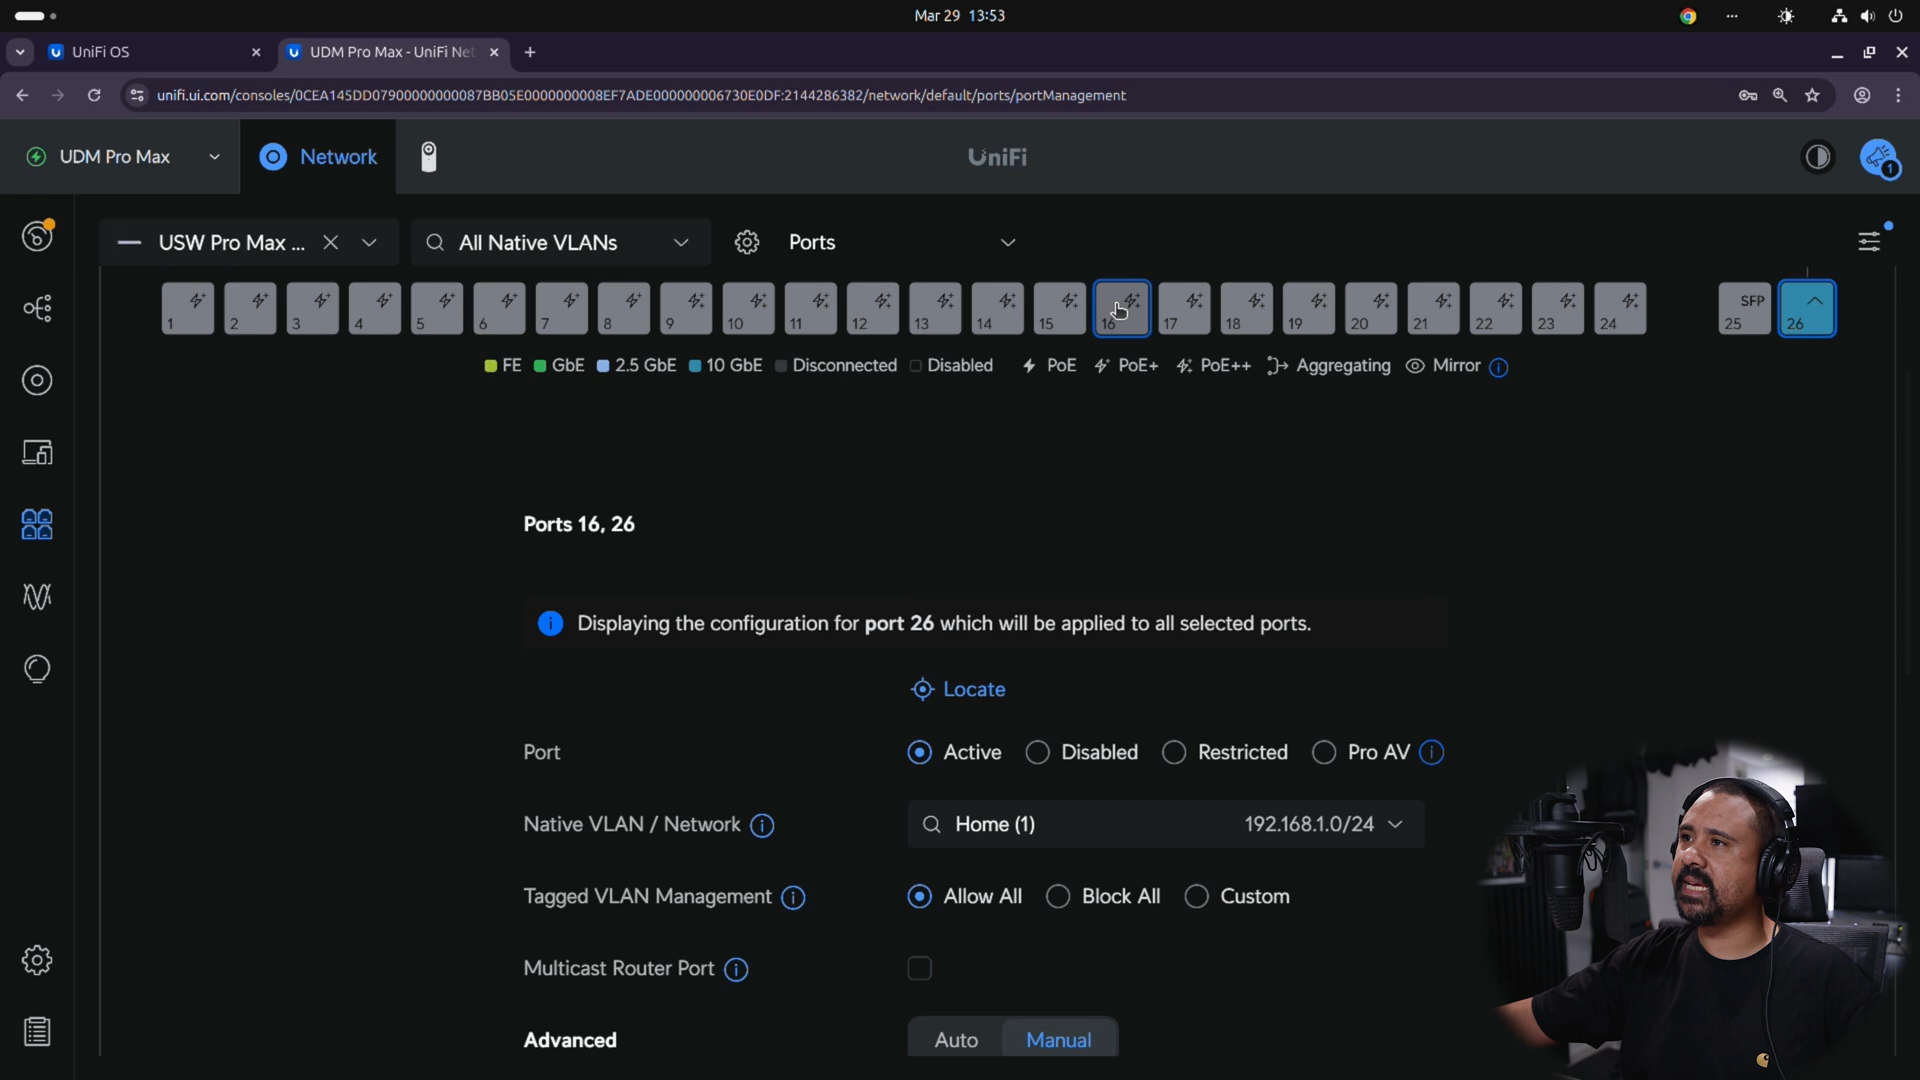 Mar 29 13:53
UniFi OS
UDM Pro Max - UniFi Net
unifi.ui.com/consoles/0CEA145DD07900000000087BB05E0000000008EF7ADE000000006730E0DF:2144286382/network/default/ports/portManagement
UDM Pro Max
Network
UniFi
1
USW Pro Max ...
All Native VLANs
Ports
1 2 3 4 5 6 7 8 9 10 11 12 13 14 15 16 17 18 19 20 21 22 23 24 SFP 25 26
FE GbE 2.5 GbE 10 GbE Disconnected Disabled PoE PoE+ PoE++ Aggregating Mirror
Ports 16, 26
Displaying the configuration for port 26 which will be applied to all selected ports.
Locate
Port Active Disabled Restricted Pro AV
Native VLAN / Network Home (1) 192.168.1.0/24
Tagged VLAN Management Allow All Block All Custom
Multicast Router Port
Advanced Auto Manual